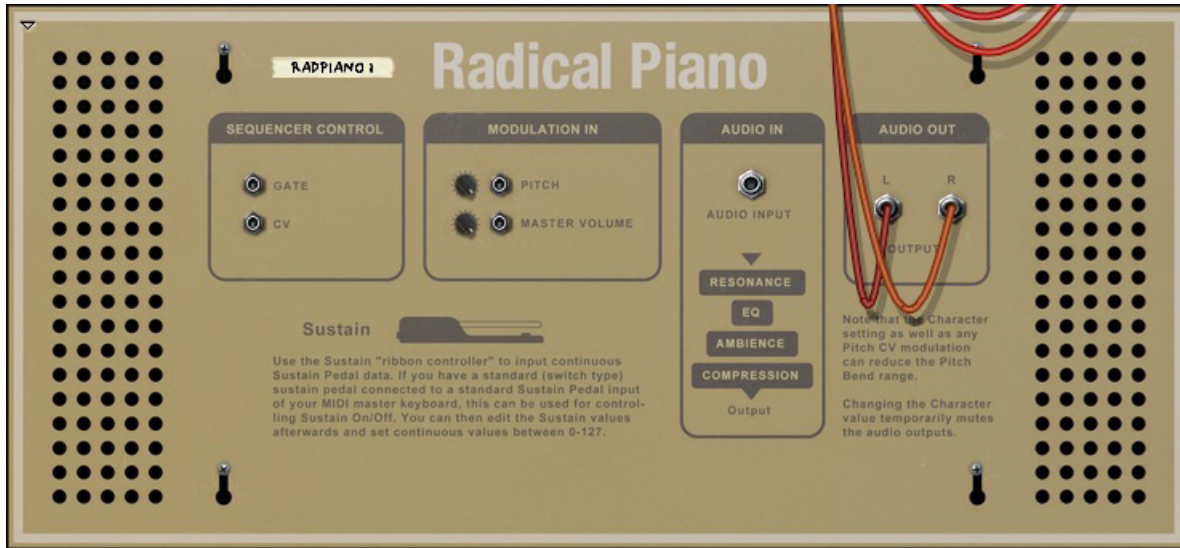 RADPIANO 1
Radical Piano
SEQUENCER CONTROL
GATE
CV
MODULATION IN
PITCH
MASTER VOLUME
AUDIO IN
AUDIO INPUT
RESONANCE
EQ
AMBIENCE
COMPRESSION
Output
AUDIO OUT
L R
OUTPUT
Sustain
Use the Sustain "ribbon controller" to input continuous
Sustain Pedal data. If you have a standard (switch type)
sustain pedal connected to a standard Sustain Pedal input
of your MIDI master keyboard, this can be used for control-
ling Sustain On/Off. You can then edit the Sustain values
afterwards and set continuous values between 0-127.
Note that the Character
setting as well as any
Pitch CV modulation
can reduce the Pitch
Bend range.
Changing the Character
value temporarily mutes
the audio outputs.